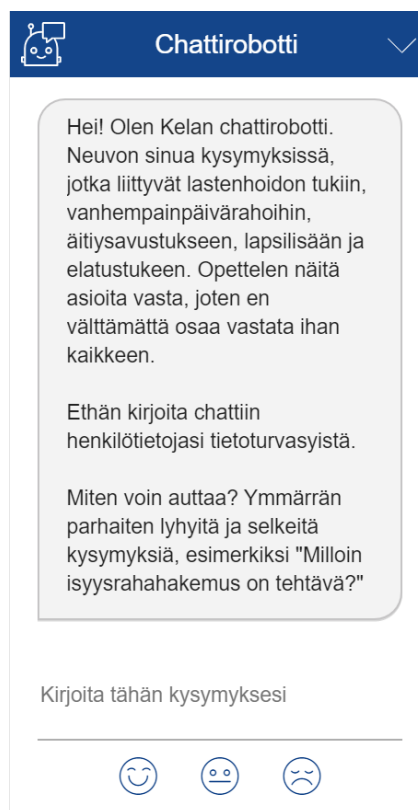 Chattirobotti
Hei! Olen Kelan chattirobotti.
Neuvon sinua kysymyksissä,
jotka liittyvät lastenhoidon tukiin,
vanhempainpäivärahoihin,
äitiysavustukseen, lapsilisään ja
elatustukeen. Opettelen näitä
asioita vasta, joten en
välttämättä osaa vastata ihan
kaikkeen.
Ethän kirjoita chattiin
henkilötietojasi tietoturvasyistä.
Miten voin auttaa? Ymmärrän
parhaiten lyhyitä ja selkeitä
kysymyksiä, esimerkiksi "Milloin
isyysrahahakemus on tehtävä?"
Kirjoita tähän kysymyksesi